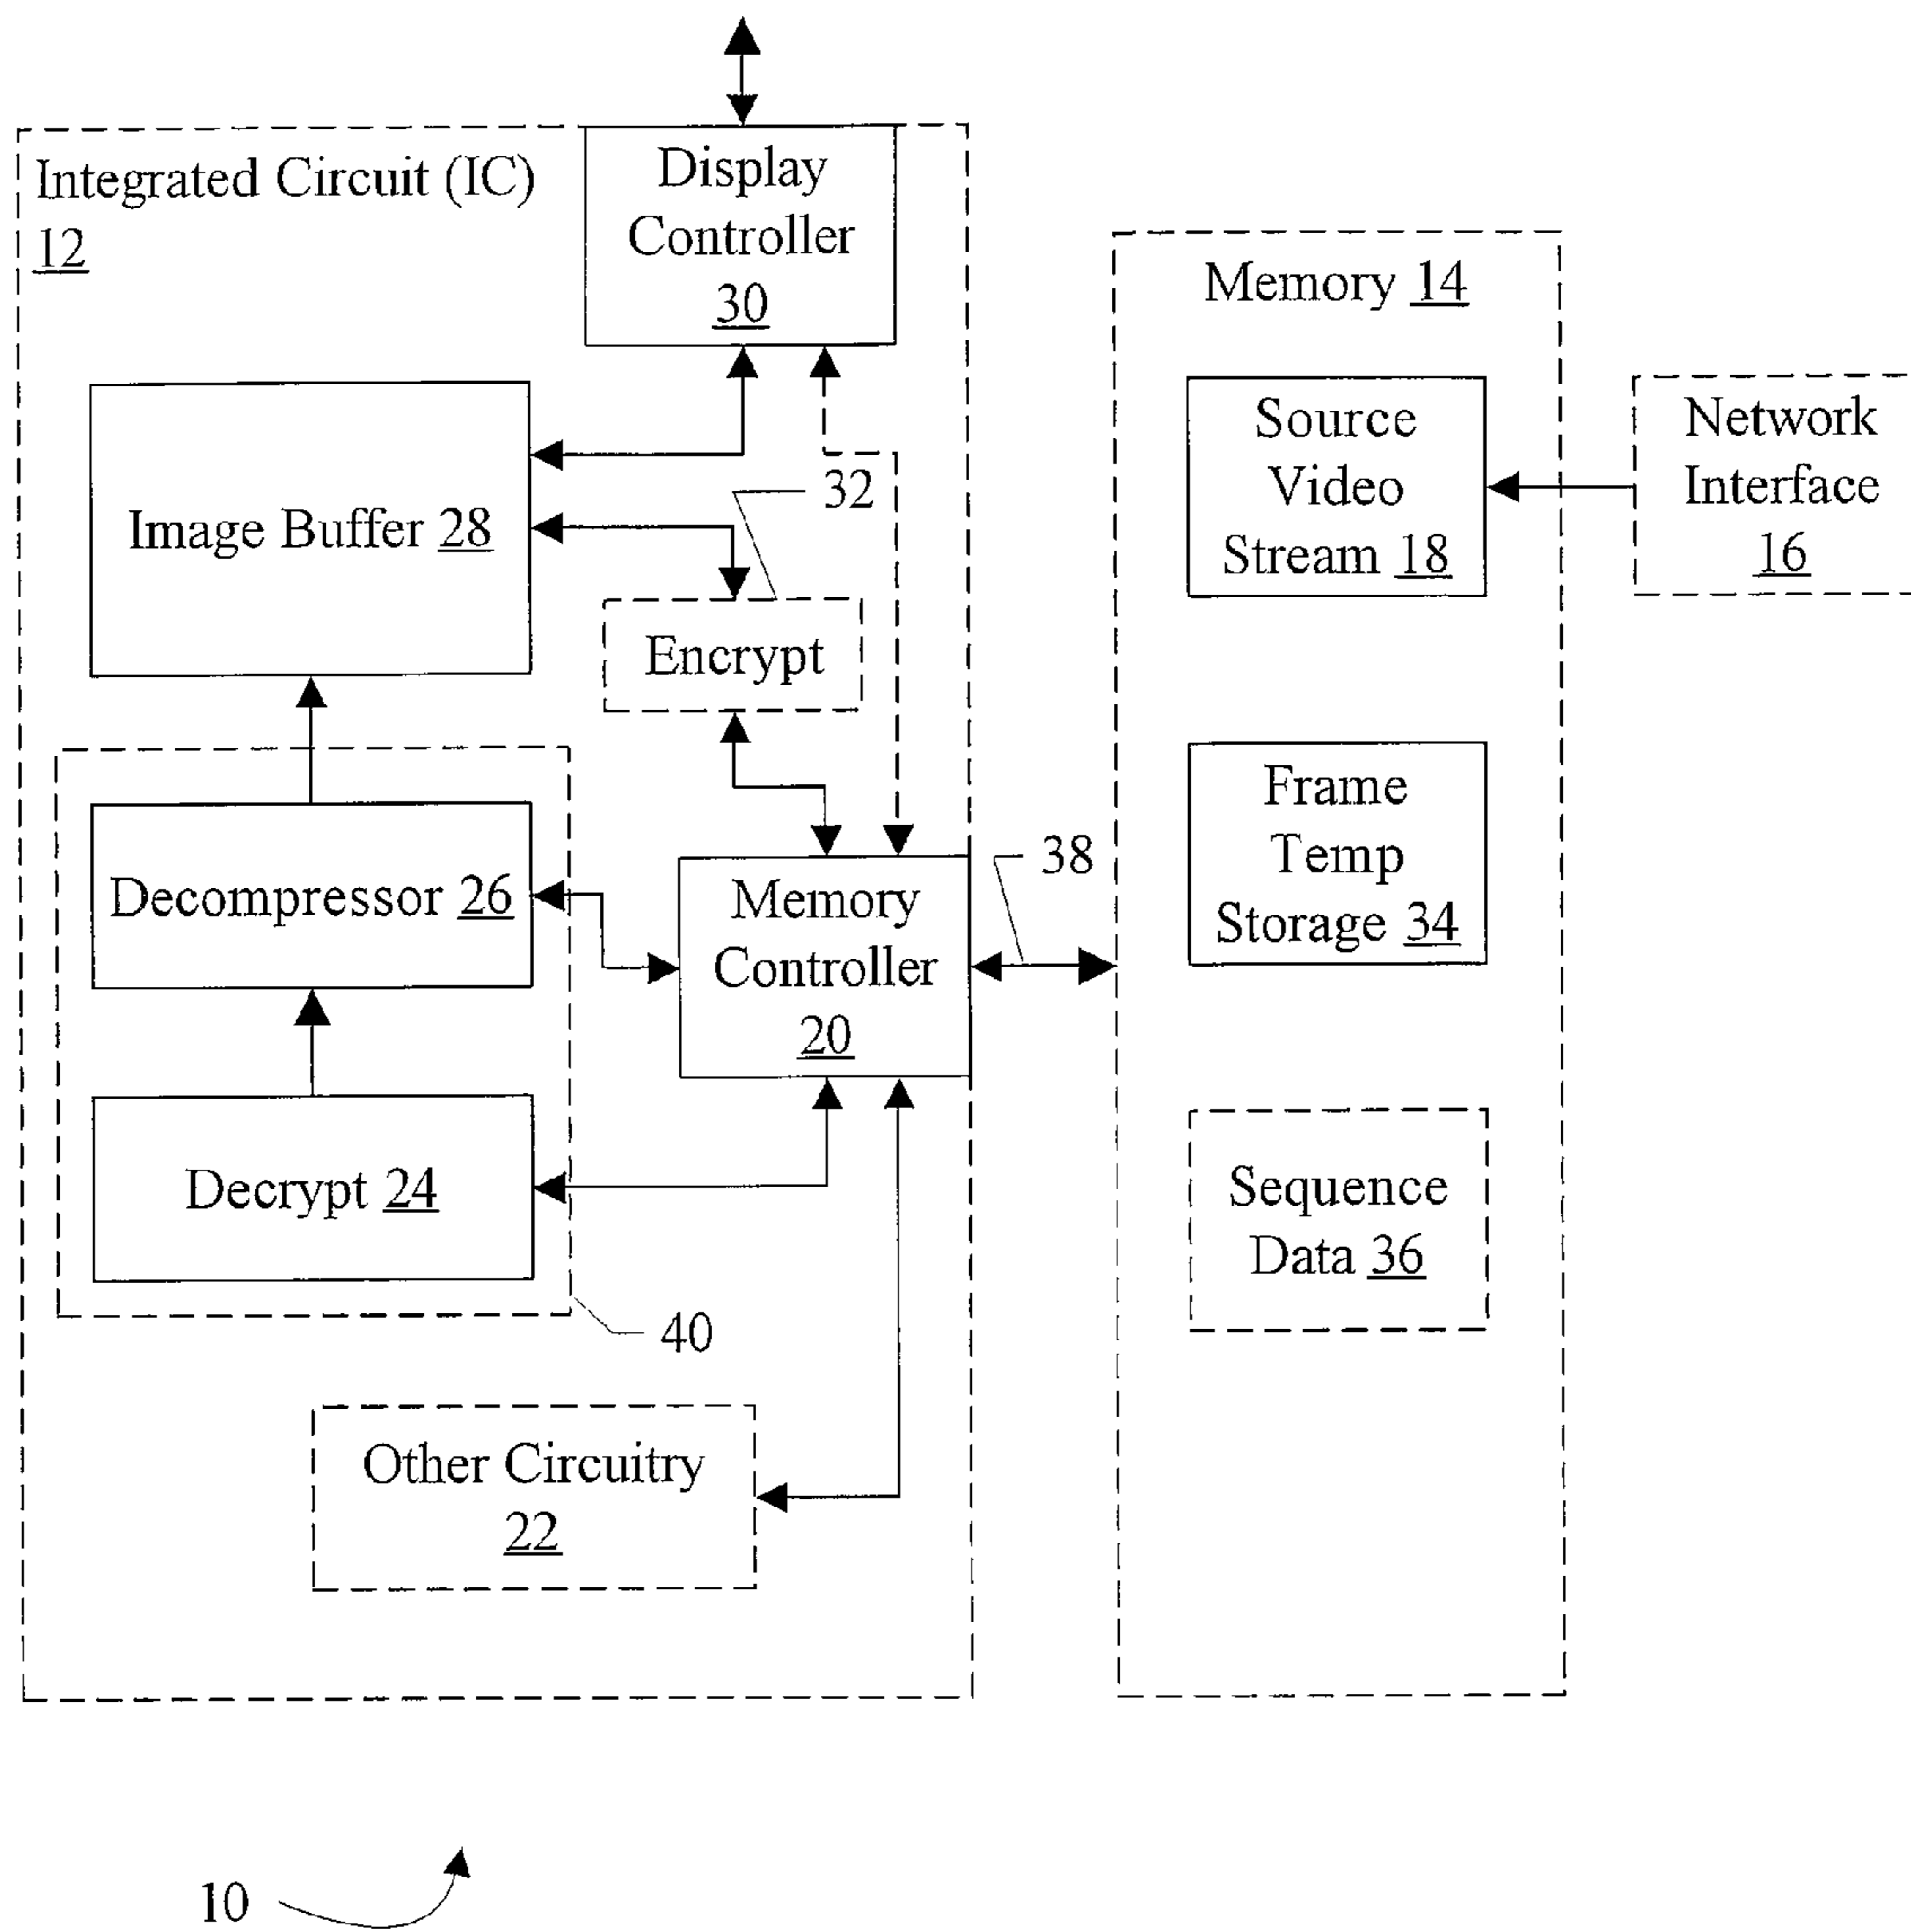 Integrated Circuit (IC)
12
Display
Controller
30
Memory 14
Source
Video
Stream 18
Network
Interface
16
Image Buffer 28
32
Encrypt
Frame
Temp
Storage 34
Decompressor 26
Memory
Controller
20
38
Decrypt 24
Sequence
Data 36
40
Other Circuitry
22
10